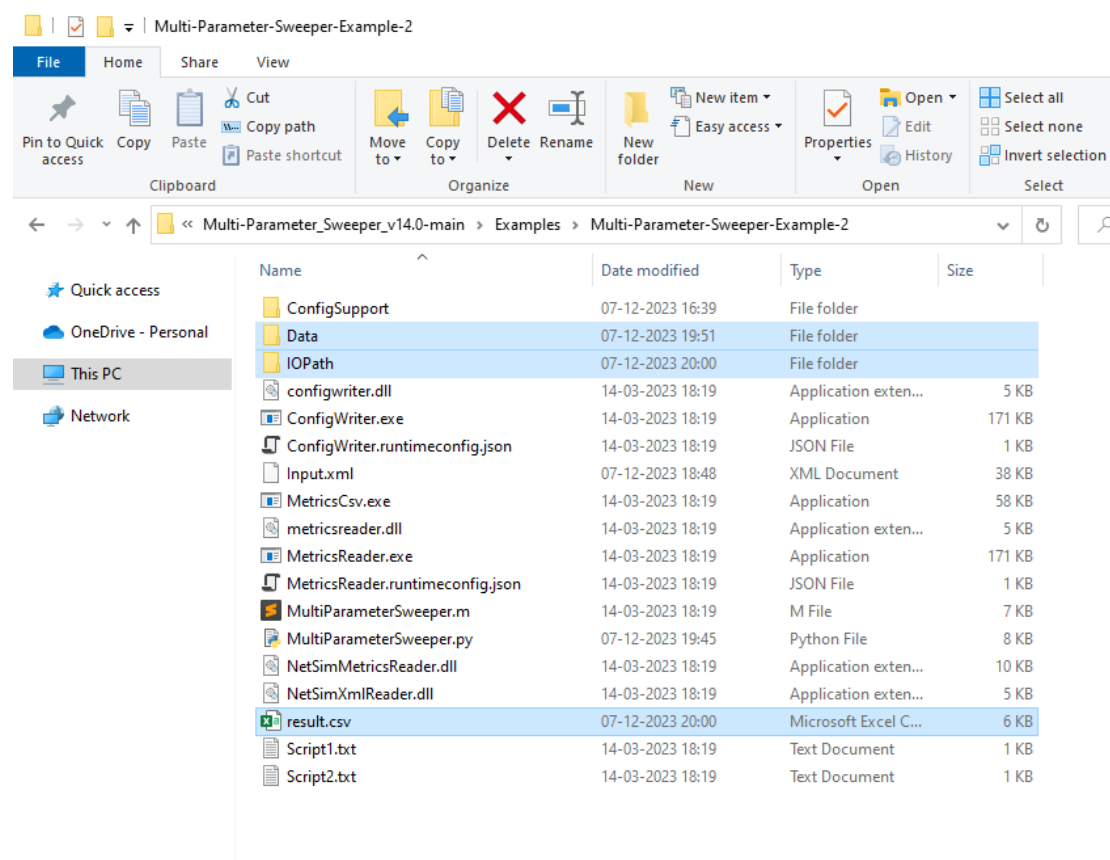 Multi-Parameter-Sweeper-Example-2
File Home Share View
Pin to Quick access
Copy
Paste
Cut
Copy path
Paste shortcut
Clipboard
Move to
Copy to
Delete
Rename
Organize
New folder
New item
Easy access
New
Properties
Open
Edit
History
Open
Select all
Select none
Invert selection
Select
« Multi-Parameter_Sweeper_v14.0-main > Examples > Multi-Parameter-Sweeper-Example-2
Quick access
OneDrive - Personal
This PC
Network
Name Date modified Type Size
ConfigSupport 07-12-2023 16:39 File folder
Data 07-12-2023 19:51 File folder
IOPath 07-12-2023 20:00 File folder
configwriter.dll 14-03-2023 18:19 Application exten... 5 KB
ConfigWriter.exe 14-03-2023 18:19 Application 171 KB
ConfigWriter.runtimeconfig.json 14-03-2023 18:19 JSON File 1 KB
Input.xml 07-12-2023 18:48 XML Document 38 KB
MetricsCsv.exe 14-03-2023 18:19 Application 58 KB
metricsreader.dll 14-03-2023 18:19 Application exten... 5 KB
MetricsReader.exe 14-03-2023 18:19 Application 171 KB
MetricsReader.runtimeconfig.json 14-03-2023 18:19 JSON File 1 KB
MultiParameterSweeper.m 14-03-2023 18:19 M File 7 KB
MultiParameterSweeper.py 07-12-2023 19:45 Python File 8 KB
NetSimMetricsReader.dll 14-03-2023 18:19 Application exten... 10 KB
NetSimXmlReader.dll 14-03-2023 18:19 Application exten... 5 KB
result.csv 07-12-2023 20:00 Microsoft Excel C... 6 KB
Script1.txt 14-03-2023 18:19 Text Document 1 KB
Script2.txt 14-03-2023 18:19 Text Document 1 KB